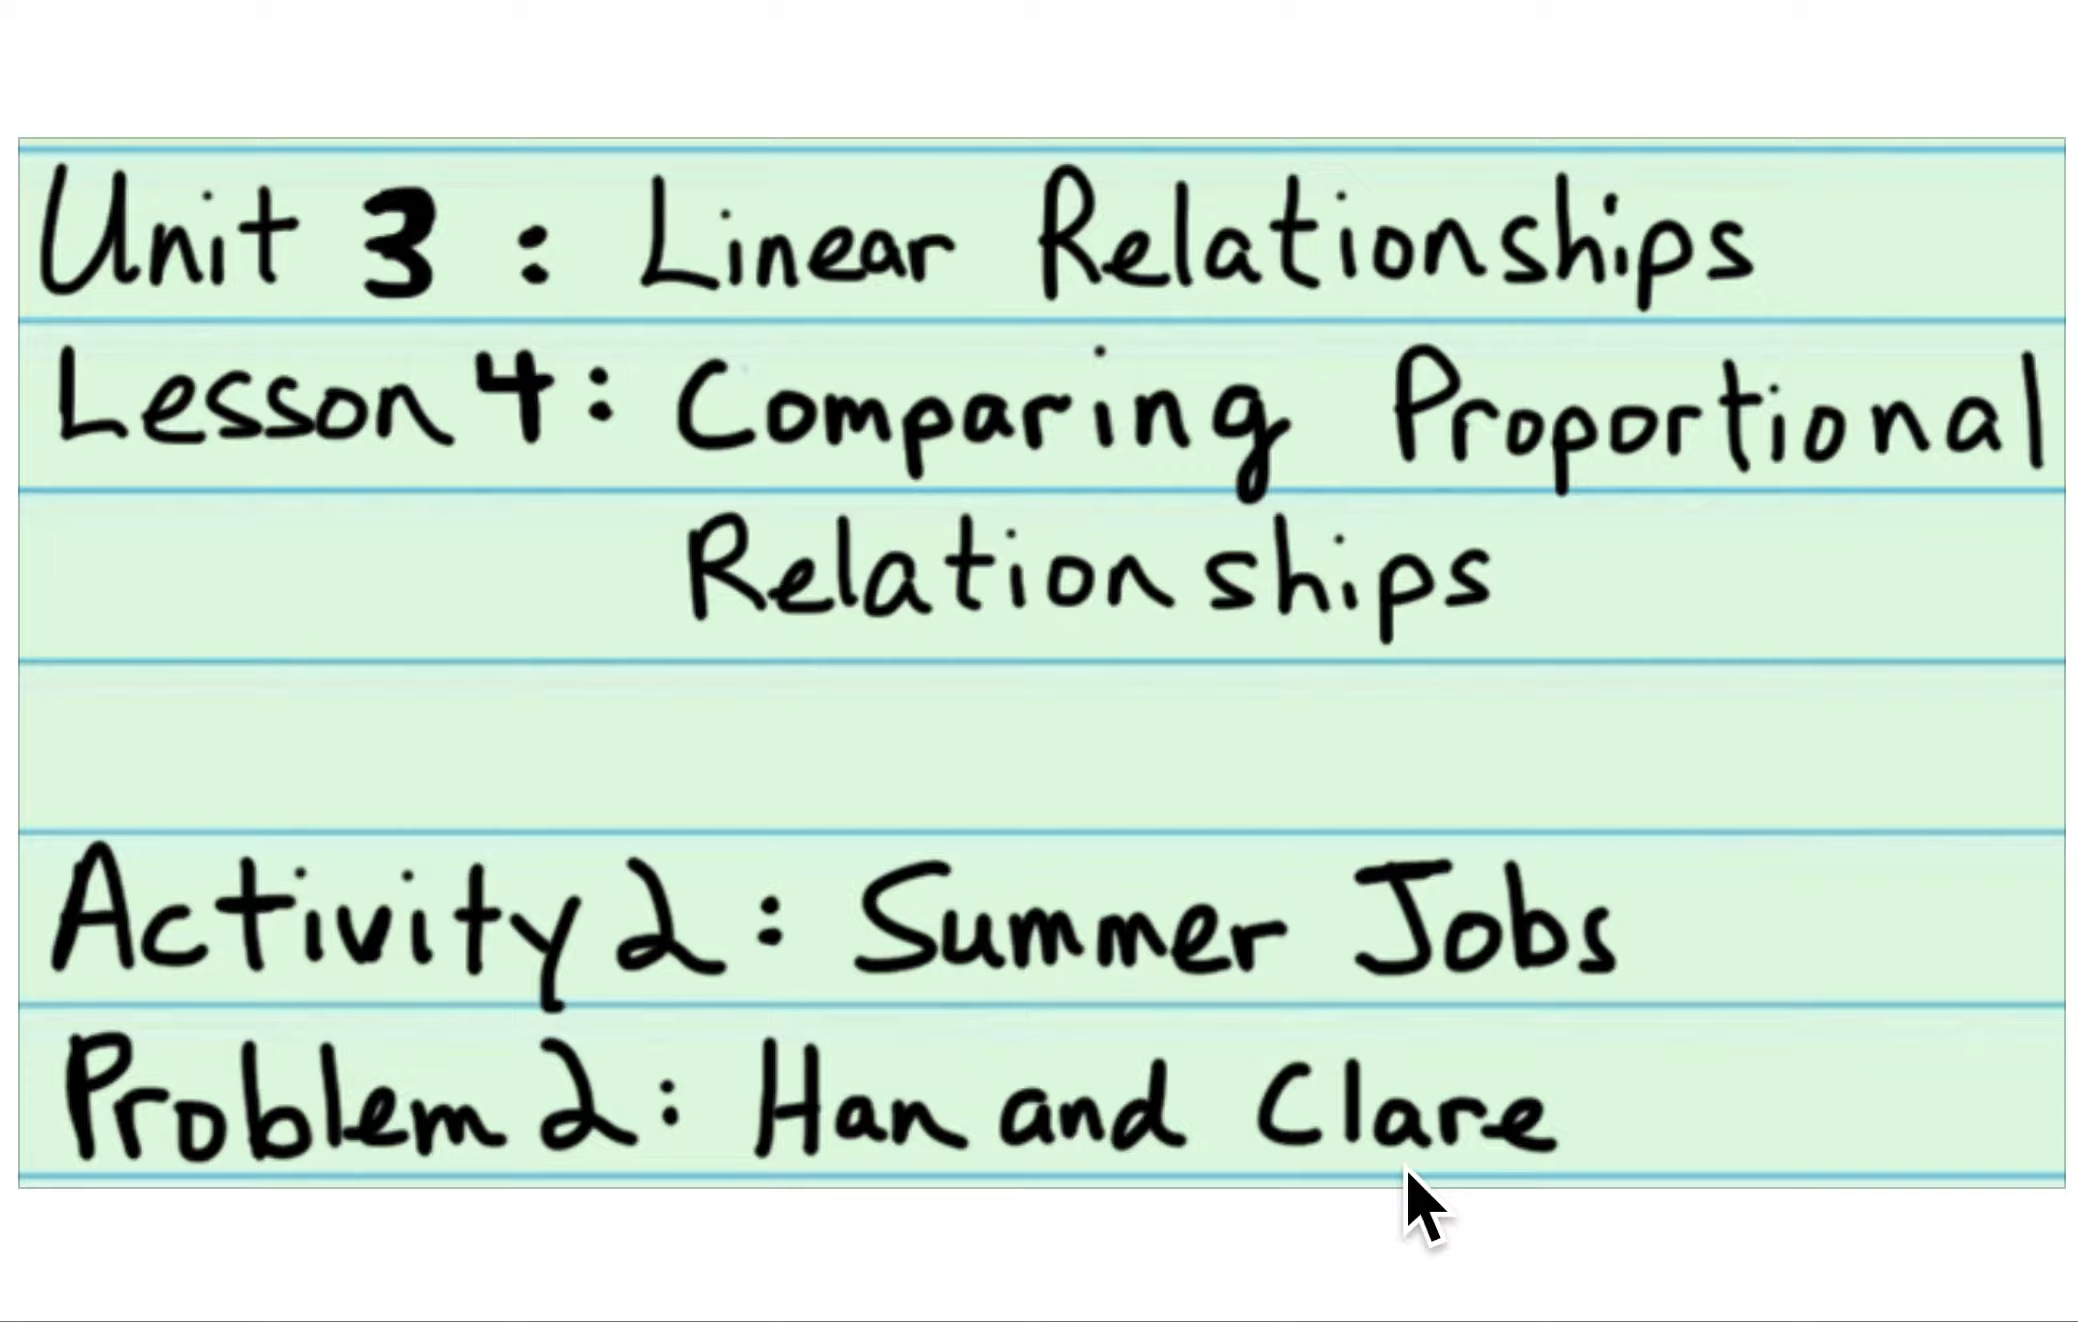 Unit 3 : Linear Relationships
Lesson 4: Comparing Proportional
Relationships
Activity 2: Summer Jobs
Problem 2: Han and Clare